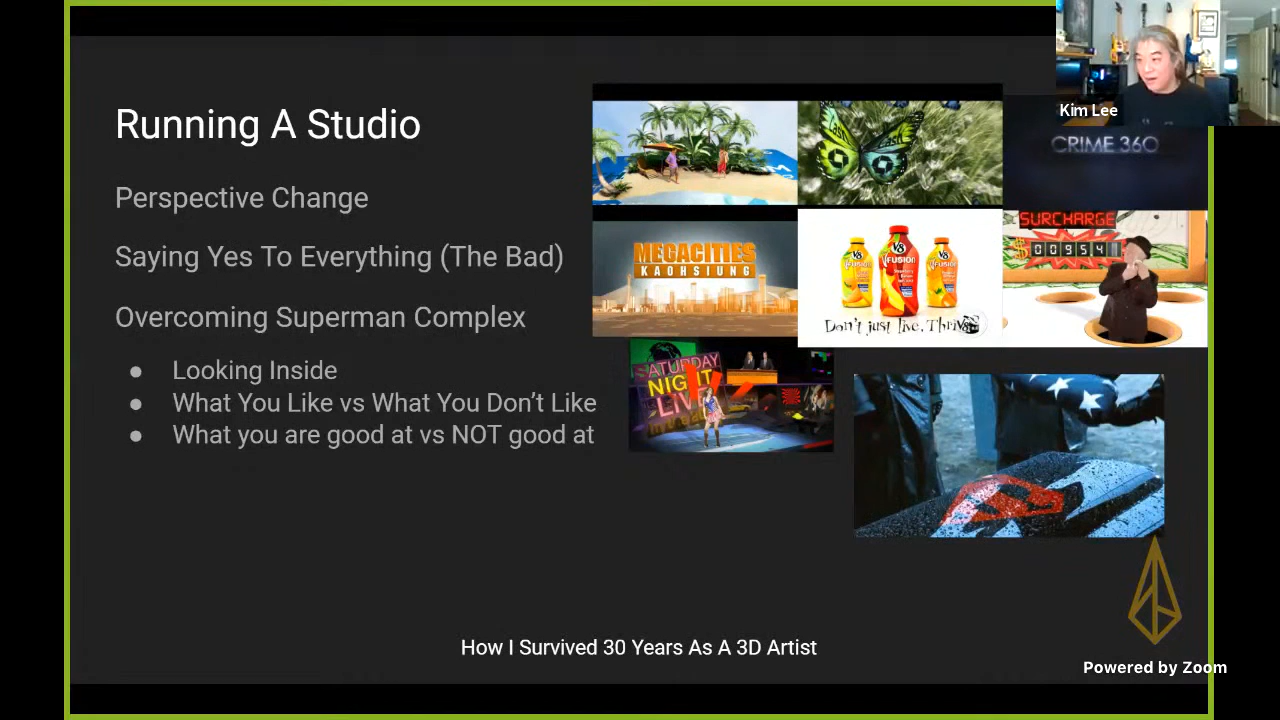 Running A Studio
Perspective Change
Saying Yes To Everything (The Bad)
Overcoming Superman Complex
● Looking Inside
● What You Like vs What You Don't Like
● What you are good at vs NOT good at
Kim Lee
CRIME 360
MEGACITIES
KAOHSIUNG
V8
V-FUSION
Don't just live, Thrive
SURCHARGE
$ 00954
SATURDAY
NIGHT
LIVE
How I Survived 30 Years As A 3D Artist
Powered by Zoom